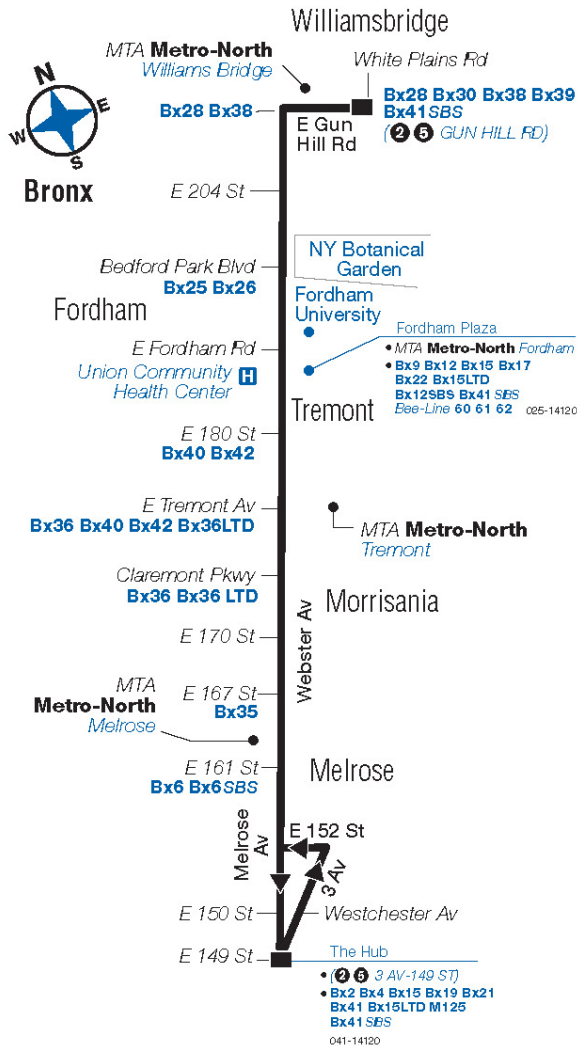 Williamsbridge
MTA Metro-North
Williams Bridge
White Plains Rd
N
E
W
S
Bronx
Bx28 Bx38
E Gun
Hill Rd
Bx28 Bx30 Bx38 Bx39
Bx41 SBS
(2 5 GUN HILL RD)
E 204 St
NY Botanical
Garden
Bedford Park Blvd
Bx25 Bx26
Fordham
Fordham
University
E Fordham Rd
Union Community H
Health Center
Fordham Plaza
• MTA Metro-North Fordham
• Bx9 Bx12 Bx15 Bx17
Bx22 Bx15LTD
Bx12SBS Bx41 SBS
Bee-Line 60 61 62
025-14120
Tremont
E 180 St
Bx40 Bx42
E Tremont Av
Bx36 Bx40 Bx42 Bx36LTD
MTA Metro-North
Tremont
Claremont Pkwy
Bx36 Bx36 LTD
Morrisania
Webster Av
E 170 St
MTA
Metro-North
Melrose
E 167 St
Bx35
E 161 St
Bx6 Bx6SBS
Melrose
Melrose
Av
E 152 St
3 Av
E 150 St
Westchester Av
E 149 St
The Hub
• (2 5 3 AV-149 ST)
• Bx2 Bx4 Bx15 Bx19 Bx21
Bx41 Bx15LTD M125
Bx41 SBS
041-14120